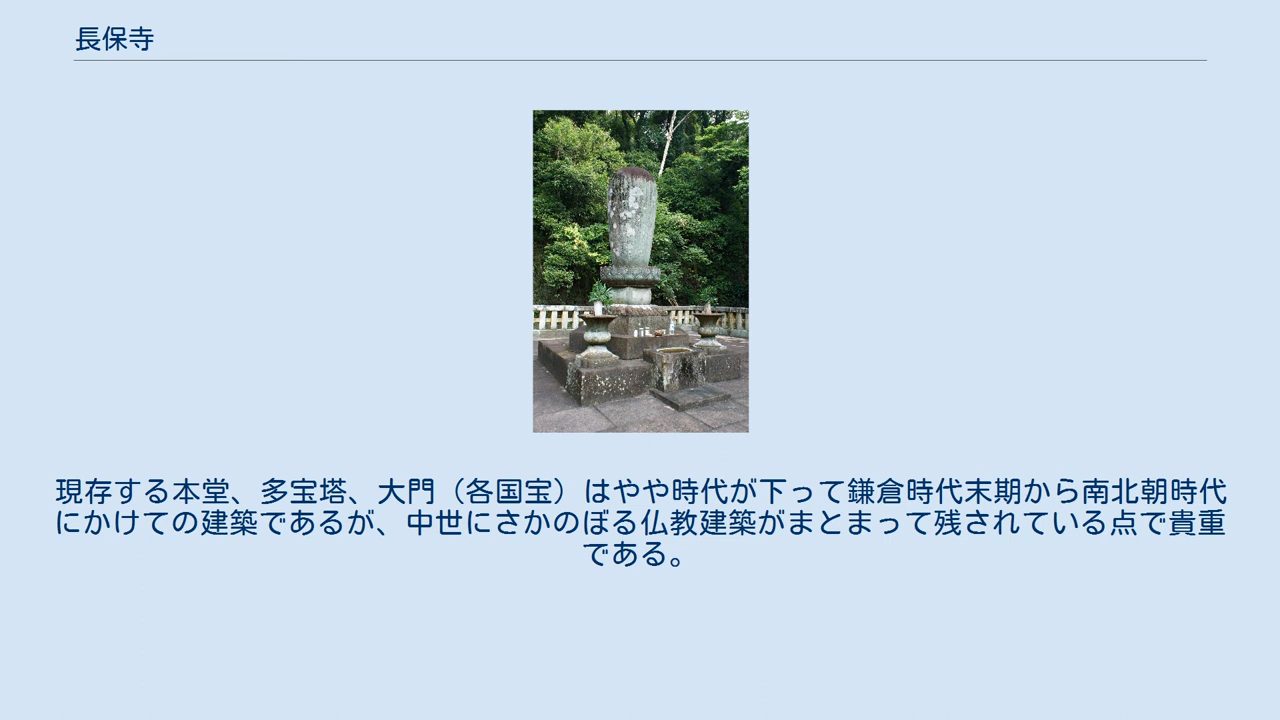 長保寺
現存する本堂、多宝塔、大門（各国宝）はやや時代が下って鎌倉時代末期から南北朝時代
にかけての建築であるが、中世にさかのぼる仏教建築がまとまって残されている点で貴重
である。